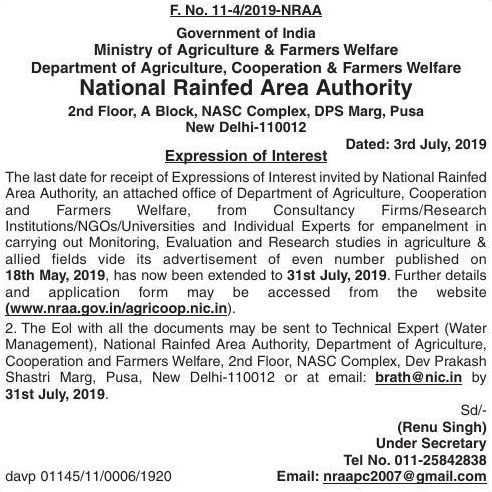 F. No. 11-4/2019-NRAA
Government of India
Ministry of Agriculture & Farmers Welfare
Department of Agriculture, Cooperation & Farmers Welfare
National Rainfed Area Authority
2nd Floor, A Block, NASC Complex, DPS Marg, Pusa
New Delhi-110012
Dated: 3rd July, 2019
Expression of Interest
The last date for receipt of Expressions of Interest invited by National Rainfed
Area Authority, an attached office of Department of Agriculture, Cooperation
and Farmers Welfare, from Consultancy Firms/Research
Institutions/NGOs/Universities and Individual Experts for empanelment in
carrying out Monitoring, Evaluation and Research studies in agriculture &
allied fields vide its advertisement of even number published on
18th May, 2019, has now been extended to 31st July, 2019. Further details
and application form may be accessed from the website
(www.nraa.gov.in/agricoop.nic.in).
2. The EoI with all the documents may be sent to Technical Expert (Water
Management), National Rainfed Area Authority, Department of Agriculture,
Cooperation and Farmers Welfare, 2nd Floor, NASC Complex, Dev Prakash
Shastri Marg, Pusa, New Delhi-110012 or at email: brath@nic.in by
31st July, 2019.
Sd/-
(Renu Singh)
Under Secretary
Tel No. 011-25842838
davp 01145/11/0006/1920 Email: nraapc2007@gmail.com